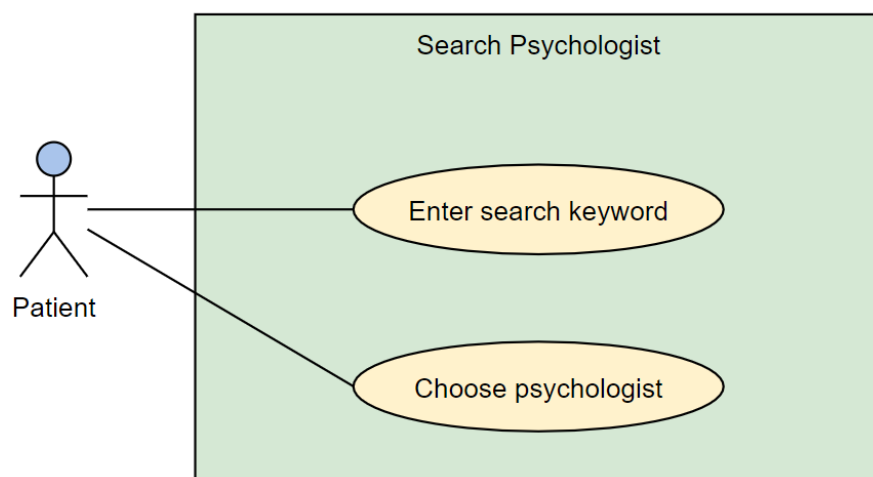 Search Psychologist
Enter search keyword
Patient
Choose psychologist